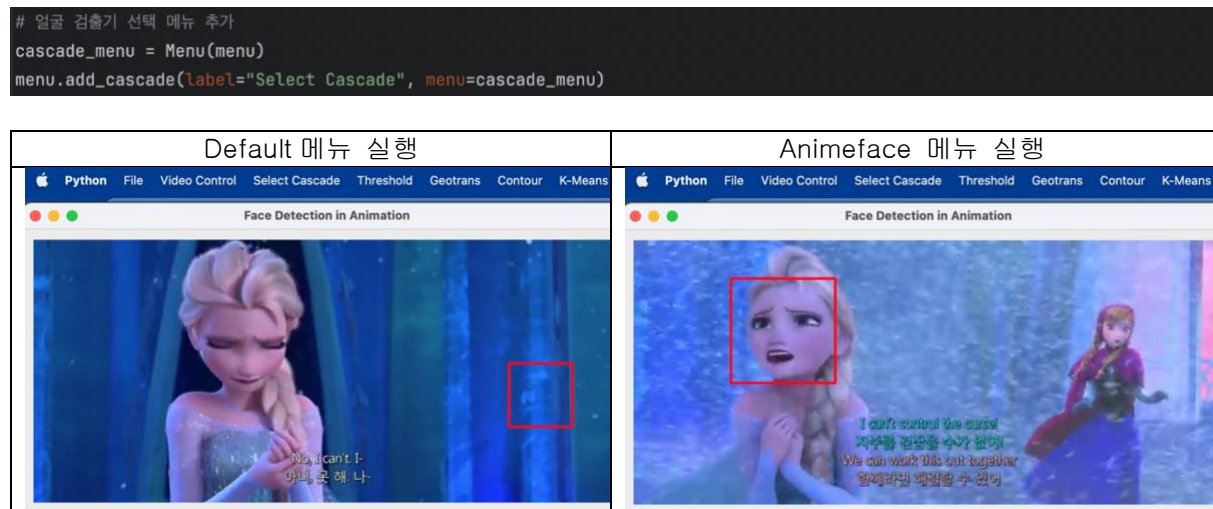 # 얼굴 검출기 선택 메뉴 추가
cascade_menu = Menu(menu)
menu.add_cascade(label="Select Cascade", menu=cascade_menu)
Default 메뉴 실행
Animeface 메뉴 실행
Python File Video Control Select Cascade Threshold Geotrans Contour K-Means
Python File Video Control Select Cascade Threshold Geotrans Contour K-Means
Face Detection in Animation
Face Detection in Animation
No, I can't. I-
아니, 못 해 나-
I can't control the curse!
저주를 걷잡을 수가 없어!
We can work this out together
함께라면 해결할 수 있어